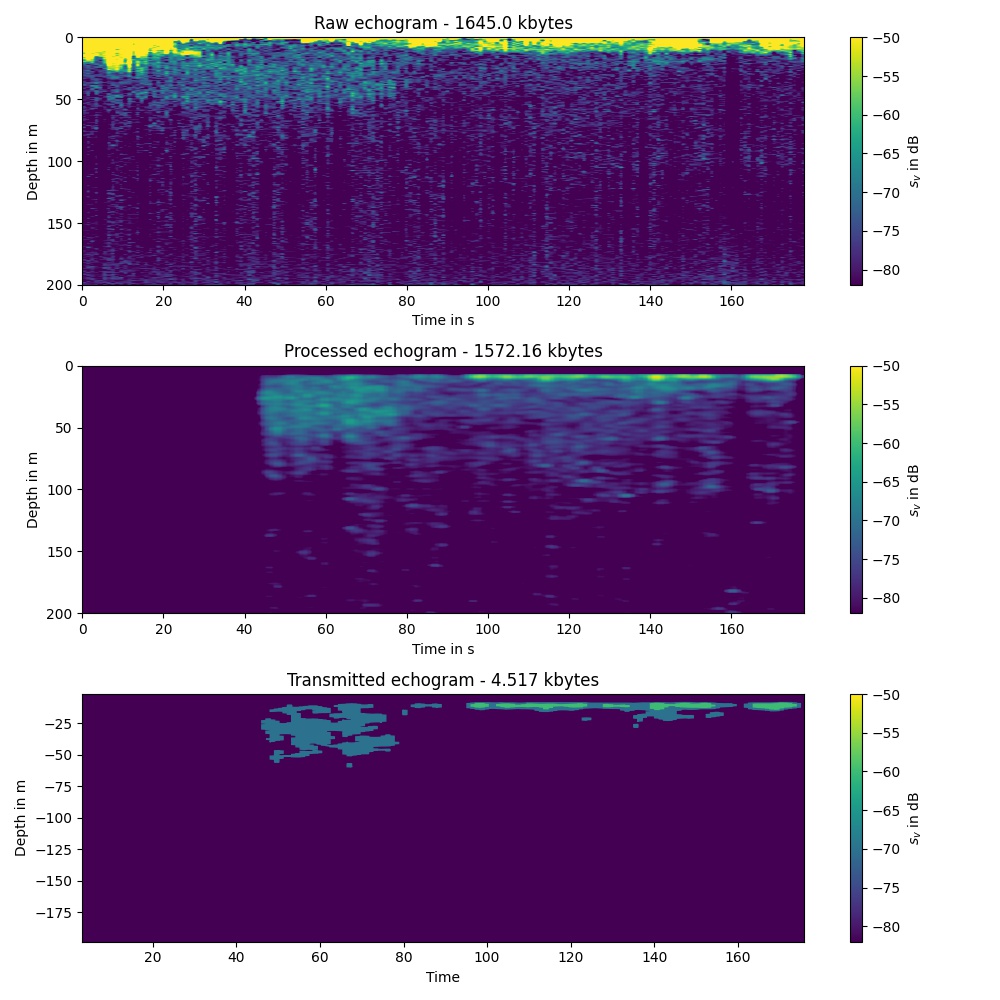 Raw echogram - 1645.0 kbytes
0
50
100
150
200
Depth in m
0 20 40 60 80 100 120 140 160
Time in s
−50
−55
−60
−65
−70
−75
−80
s_v in dB
Processed echogram - 1572.16 kbytes
0
50
100
150
200
Depth in m
0 20 40 60 80 100 120 140 160
Time in s
−50
−55
−60
−65
−70
−75
−80
s_v in dB
Transmitted echogram - 4.517 kbytes
−25
−50
−75
−100
−125
−150
−175
Depth in m
20 40 60 80 100 120 140 160
Time
−50
−55
−60
−65
−70
−75
−80
s_v in dB